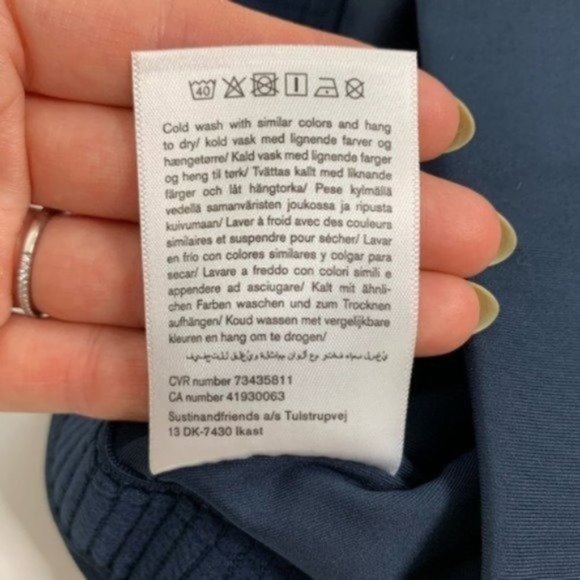 40
Cold wash with similar colors and hang
to dry/ kold vask med lignende farver og
hængetørre/ Kald vask med lignende farger
og heng til tørk/ Tvättas kallt med liknande
färger och låt hängtorka/ Pese kylmällä
vedellä samanväristen joukossa ja ripusta
kuivumaan/ Laver à froid avec des couleurs
similaires et suspendre pour sécher/ Lavar
en frío con colores similares y colgar para
secar/ Lavare a freddo con colori simili e
appendere ad asciugare/ Kalt mit ähnli-
chen Farben waschen und zum Trocknen
aufhängen/ Koud wassen met vergelijkbare
kleuren en hang om te drogen/
CVR number 73435811
CA number 41930063
Sustinandfriends a/s Tulstrupvej
13 DK-7430 Ikast